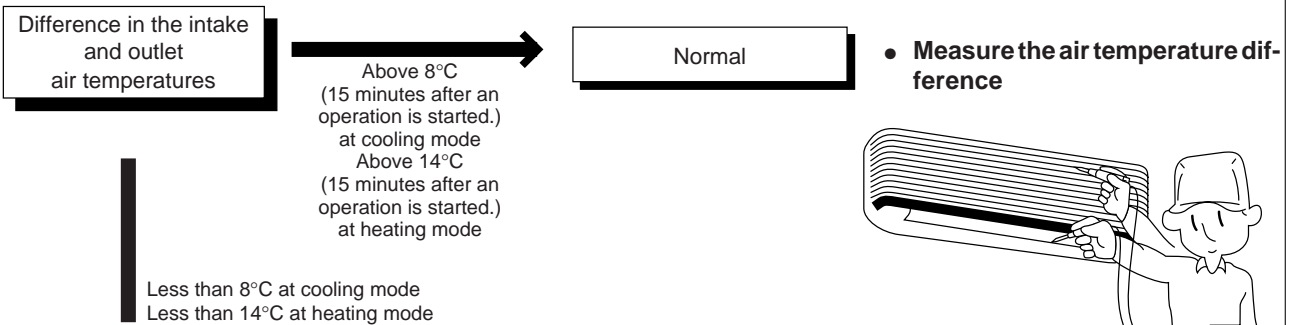 Difference in the intake
and outlet
air temperatures
Above 8°C
(15 minutes after an
operation is started.)
at cooling mode
Above 14°C
(15 minutes after an
operation is started.)
at heating mode
Normal
● Measure the air temperature dif-
ference
Less than 8°C at cooling mode
Less than 14°C at heating mode